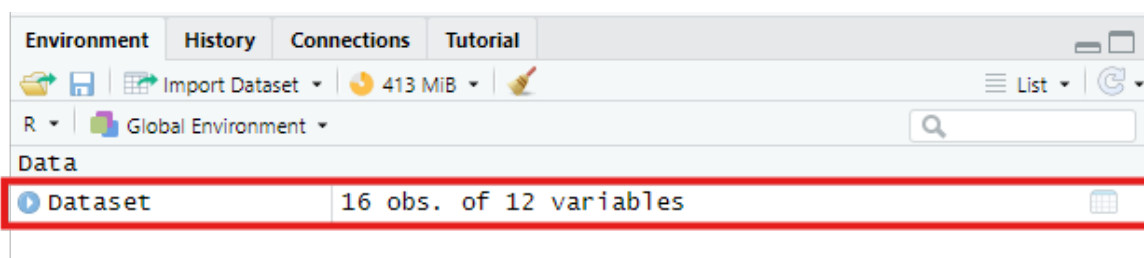 Environment History Connections Tutorial
Import Dataset 413 MiB List
R Global Environment
Data
Dataset 16 obs. of 12 variables